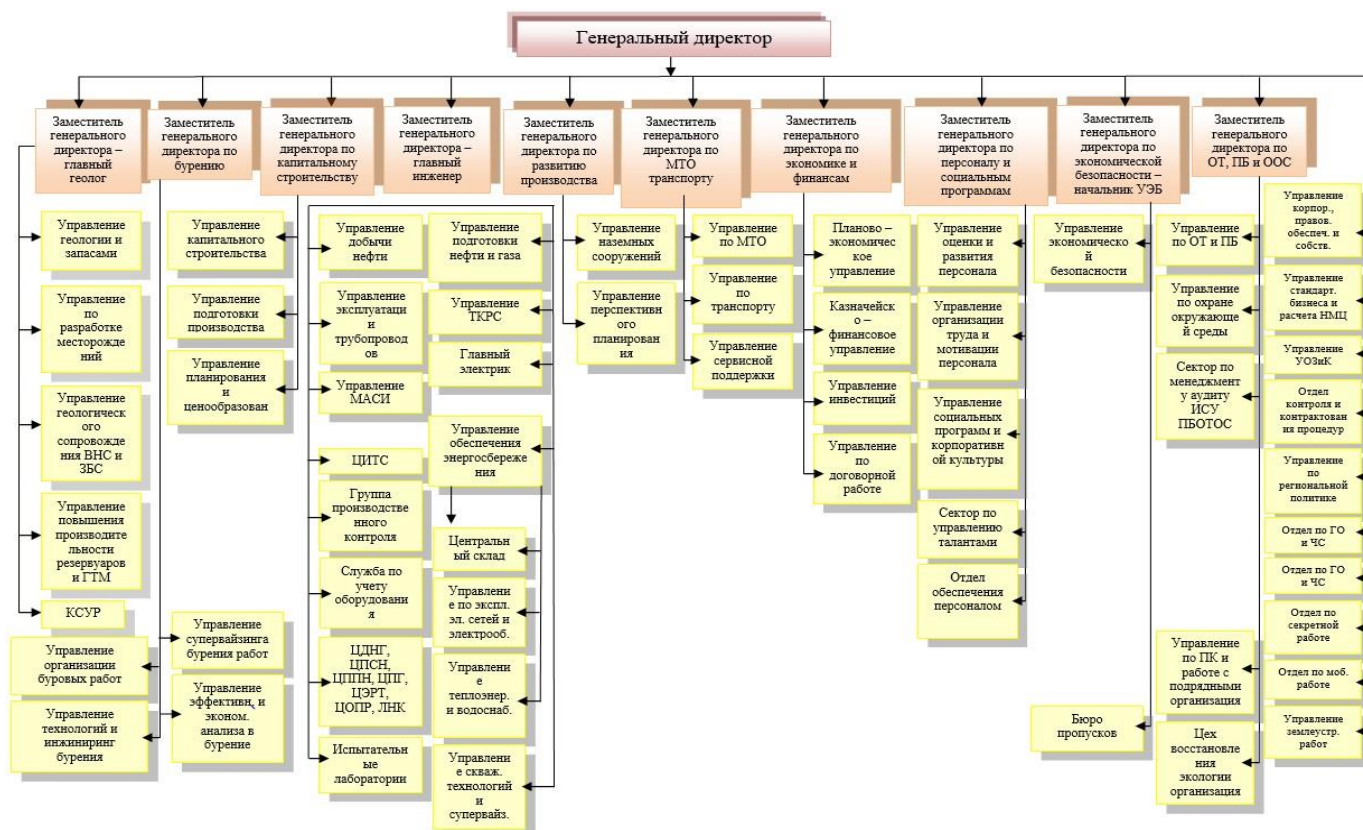 Генеральный директор
Заместитель
генерального
директора –
главный
геолог
Заместитель
генерального
директора по
бурению
Заместитель
генерального
директора по
капитальному
строительству
Заместитель
генерального
директора –
главный
инженер
Заместитель
генерального
директора по
развитию
производства
Заместитель
генерального
директора по
МТО
транспорту
Заместитель
генерального
директора по
экономике и
финансам
Заместитель
генерального
директора по
персоналу и
социальным
программам
Заместитель
генерального
директора по
экономической
безопасности –
начальник УЭБ
Заместитель
генерального
директора по
ОТ, ПБ и ООС
Управление
геологии и
запасами
Управление
по
разработке
месторожде
ний
Управление
геологическ
ого
сопровожде
ния ВНС и
ЗБС
Управление
повышения
производите
льности
резервуаров
и ГТМ
КСУР
Управление
организации
буровых работ
Управление
технологий и
инжиниринг
бурения
Управление
супервайзинга
бурения работ
Управление
эффективн. и
эконом.
анализа в
бурение
Управление
капитального
строительства
Управление
подготовки
производства
Управление
планирования
и
ценообразован
Управление
добычи
нефти
Управление
эксплуатаци
и
трубопровод
ов
Управление
МАСИ
ЦИТС
Группа
производстве
нного
контроля
Служба по
учету
оборудовани
я
ЦДНГ,
ЦПСН,
ЦППН, ЦПГ,
ЦЭРТ,
ЦОПР, ЛНК
Испытательн
ые
лаборатории
Управление
подготовки
нефти и газа
Управление
ТКРС
Главный
электрик
Управление
обеспечения
энергосбереже
ния
Центральны
й склад
Управлени
е по экспл.
эл. сетей и
электрооб.
Управлени
е
теплоэнер.
и водоснаб.
Управлени
е скваж.
технологий
и
супервайз.
Управление
наземных
сооружений
Управление
перспективн
ого
планирован
ия
Управление
по МТО
Управление
по
транспорту
Управление
сервисной
поддержки
Планово –
экономичес
кое
управление
Казначейск
о –
финансовое
управление
Управление
инвестиций
Управление
по
договорной
работе
Управление
оценки и
развития
персонала
Управление
организации
труда и
мотивации
персонала
Управление
социальных
программ и
корпоратив
ной
культуры
Сектор по
управлению
талантами
Отдел
обеспечения
персоналом
Управление
экономическо
й
безопасности
Бюро
пропусков
Управление
по ОТ и ПБ
Управление
по охране
окружающе
й среды
Сектор по
менеджмент
у аудиту
ИСУ
ПБОТОС
Управление
по ПК и
работе с
подрядными
организация
Цех
восстановле
ния
экологии
организация
Управление
корпор.,
правов.
обеспеч. и
собств.
Управление
стандарт.
бизнеса и
расчета НМЦ
Управление
УОЗиК
Отдел
контроля и
контрактован
ия процедур
Управление
по
региональной
политике
Отдел по ГО
и ЧС
Отдел по ГО
и ЧС
Отдел по
секретной
работе
Отдел по моб.
работе
Управление
землеустр.
работ